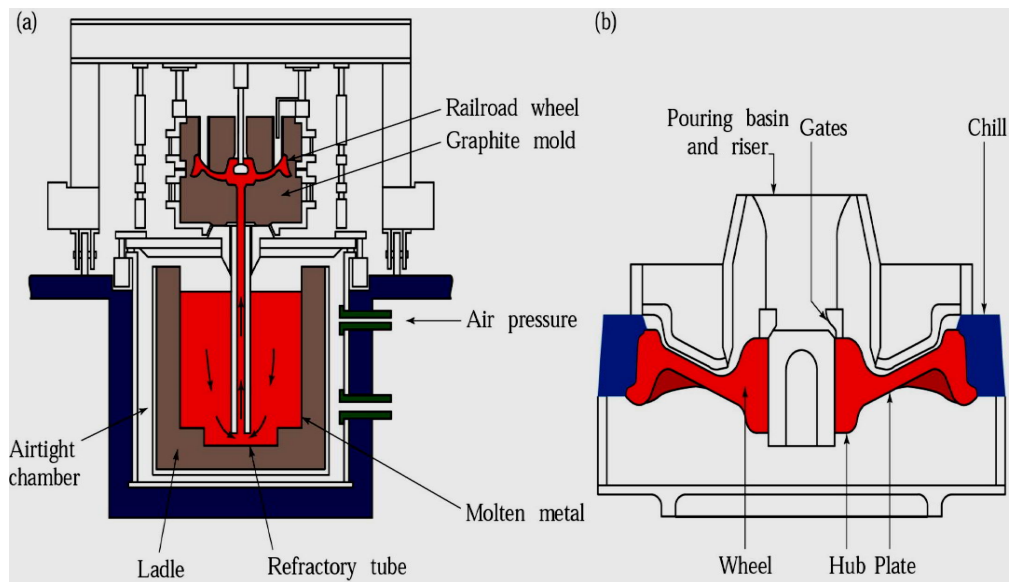 (a)
Railroad wheel
Graphite mold
Air pressure
Airtight
chamber
Molten metal
Ladle
Refractory tube
(b)
Pouring basin
and riser
Gates
Chill
Wheel
Hub
Plate